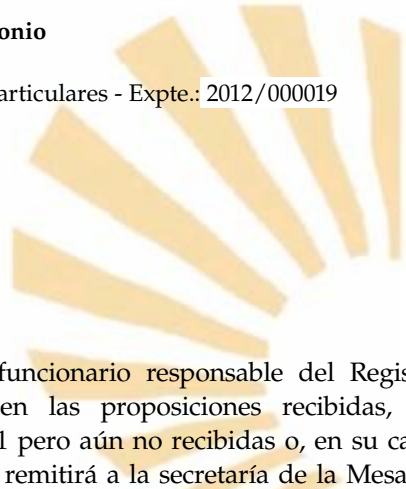 onio
articulares - Expte.: 2012/000019
funcionario responsable del Regis
en las proposiciones recibidas,
1 pero aún no recibidas o, en su ca
remitirá a la secretaría de la Mesa